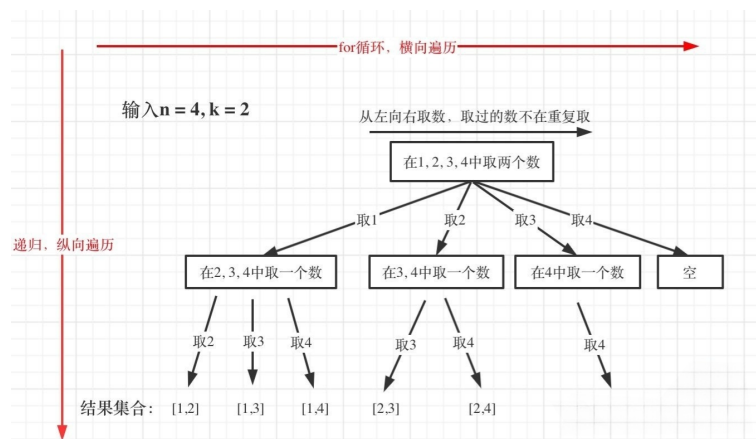 for循环，横向遍历
输入n = 4, k = 2
从左向右取数，取过的数不在重复取
在1, 2, 3, 4中取两个数
取1
取2
取3
取4
递归，纵向遍历
在2, 3, 4中取一个数
在3, 4中取一个数
在4中取一个数
空
取2
取3
取4
取3
取4
取4
结果集合： [1,2] [1,3] [1,4] [2,3] [2,4]